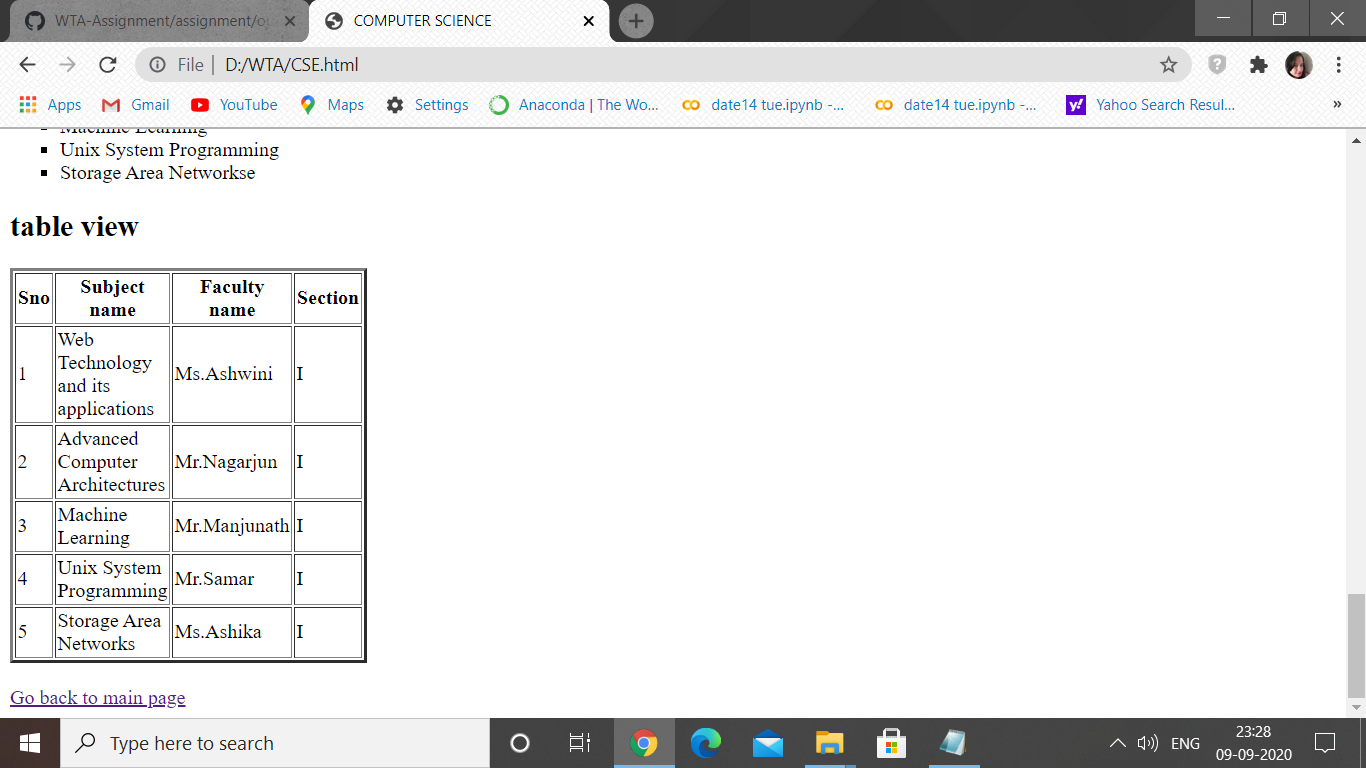 WTA-Assignment/assignment/ou
COMPUTER SCIENCE
File | D:/WTA/CSE.html
Apps Gmail YouTube Maps Settings Anaconda | The Wo... date14 tue.ipynb -... date14 tue.ipynb -... Yahoo Search Resul... »
Machine Learning
Unix System Programming
Storage Area Networkse
table view
Sno Subject name Faculty name Section
1 Web Technology and its applications Ms.Ashwini I
2 Advanced Computer Architectures Mr.Nagarjun I
3 Machine Learning Mr.Manjunath I
4 Unix System Programming Mr.Samar I
5 Storage Area Networks Ms.Ashika I
Go back to main page
Type here to search
ENG
23:28
09-09-2020